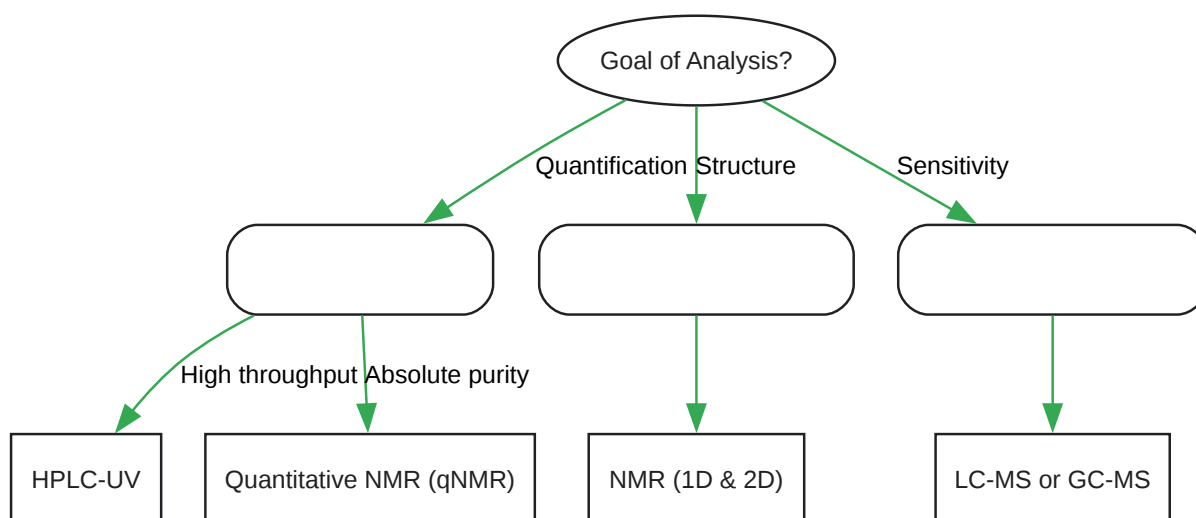 Goal of Analysis?
Quantification Structure Sensitivity
High throughput Absolute purity
HPLC-UV
Quantitative NMR (qNMR)
NMR (1D & 2D)
LC-MS or GC-MS